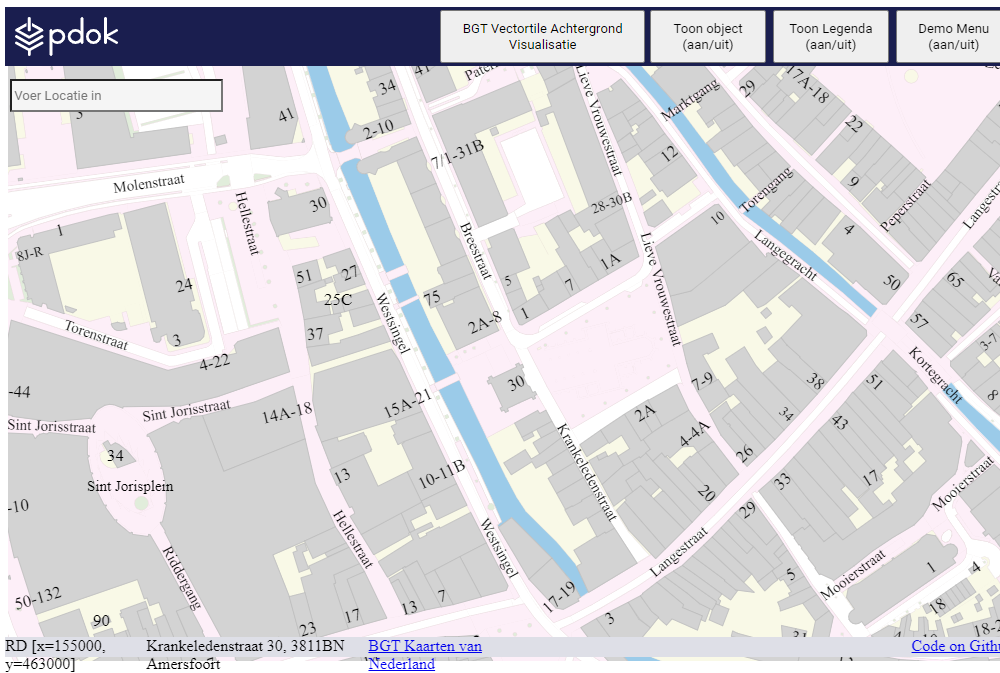 pdok
BGT Vectortile Achtergrond
Visualisatie
Toon object
(aan/uit)
Toon Legenda
(aan/uit)
Demo Menu
(aan/uit)
Voer Locatie in
41
34
2-10
7/1-31B
Lieve Vrouwestraat
Marktgang
29
17A-18
22
12
9
Molenstraat
Hellestraat
30
28-30B
10
Torengang
Peperstraat
4
1
8J-R
Breestraat
Langegracht
24
51
27
25C
75
5
7
1A
Lieve Vrouwestraat
50
65
Torenstraat
3
37
Westsingel
2A-8
1
57
3-7
4-22
30
7-9
38
51
Kortegracht
8
-44
Sint Jorisstraat
Sint Jorisstraat
14A-18
15A-21
2A
4-4A
34
43
34
Sint Jorisplein
13
10-11B
Krankeledenstraat
26
33
17
-10
Hellestraat
Westsingel
20
29
Mooierstraat
Riddergang
Langestraat
Mooierstraat
5
1
4
50-132
90
23
17
13
7
17-19
3
18
RD [x=155000,
y=463000]
Krankeledenstraat 30, 3811BN
Amersfoort
BGT Kaarten van
Nederland
Code on Githu